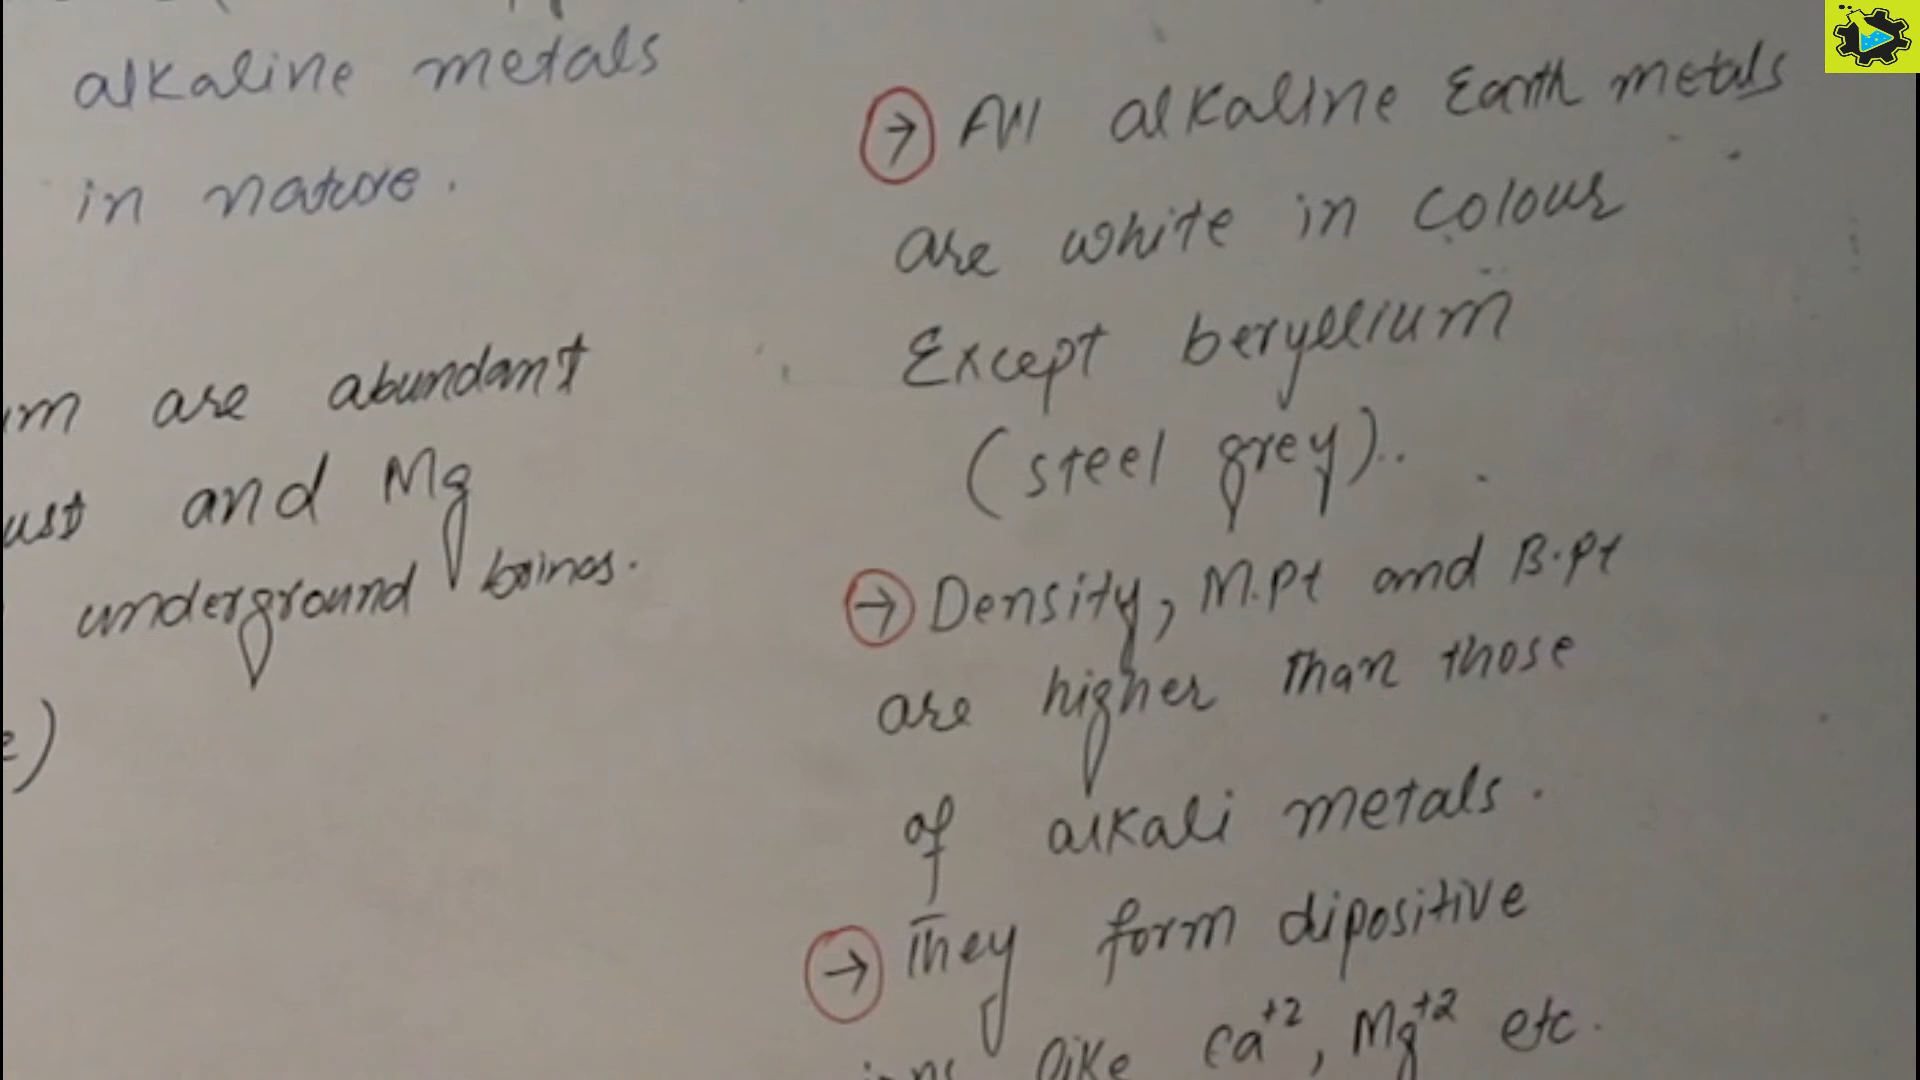 alkaline metals
in nature.
um are abundant
ust and Mg
underground brines.
e)
→ All alkaline Earth metals
are white in colour
Except beryllium
(steel grey)..
→ Density, M.Pt and B.Pt
are higher than those
of alkali metals.
→ They form dipositive
ions like Ca+2, Mg+2 etc.